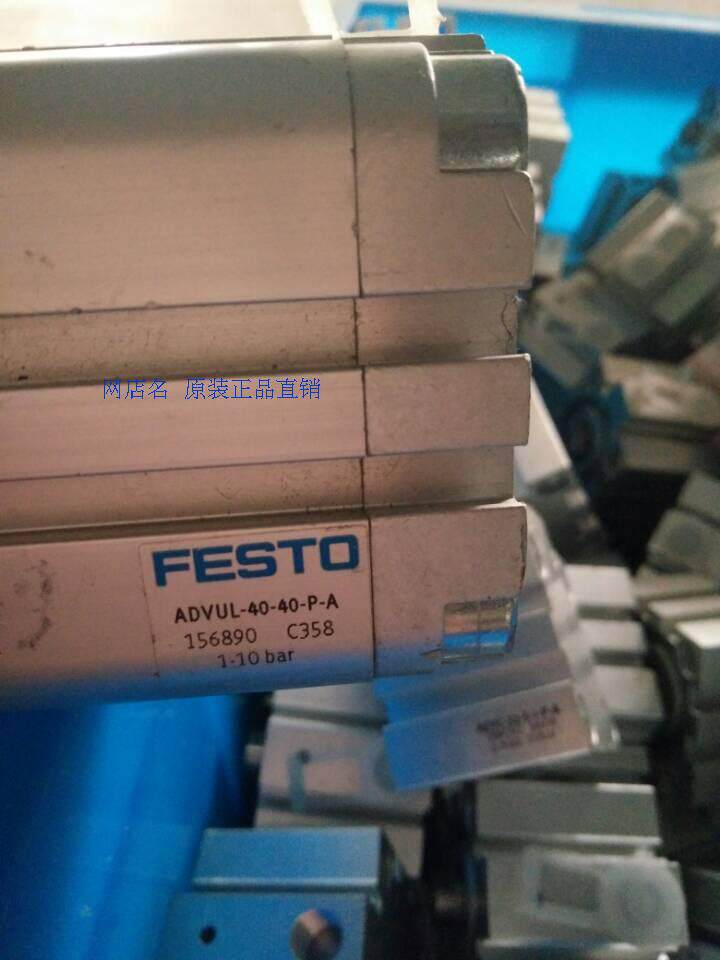 网店名 原装正品直销
FESTO
ADVUL-40-40-P-A
156890 C358
1-10 bar